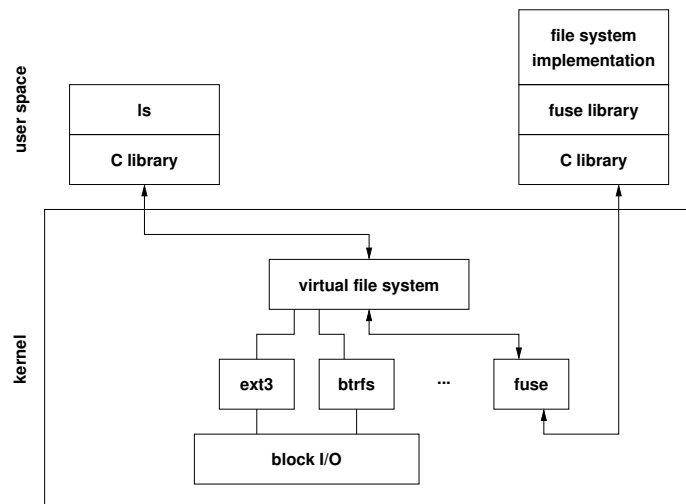 user space
file system
implementation
ls
fuse library
C library
C library
kernel
virtual file system
ext3
btrfs
...
fuse
block I/O